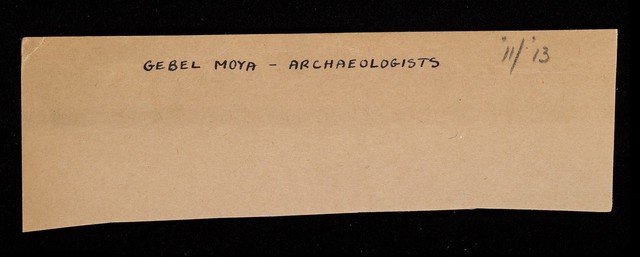 GEBEL MOYA - ARCHAEOLOGISTS
'11/'13